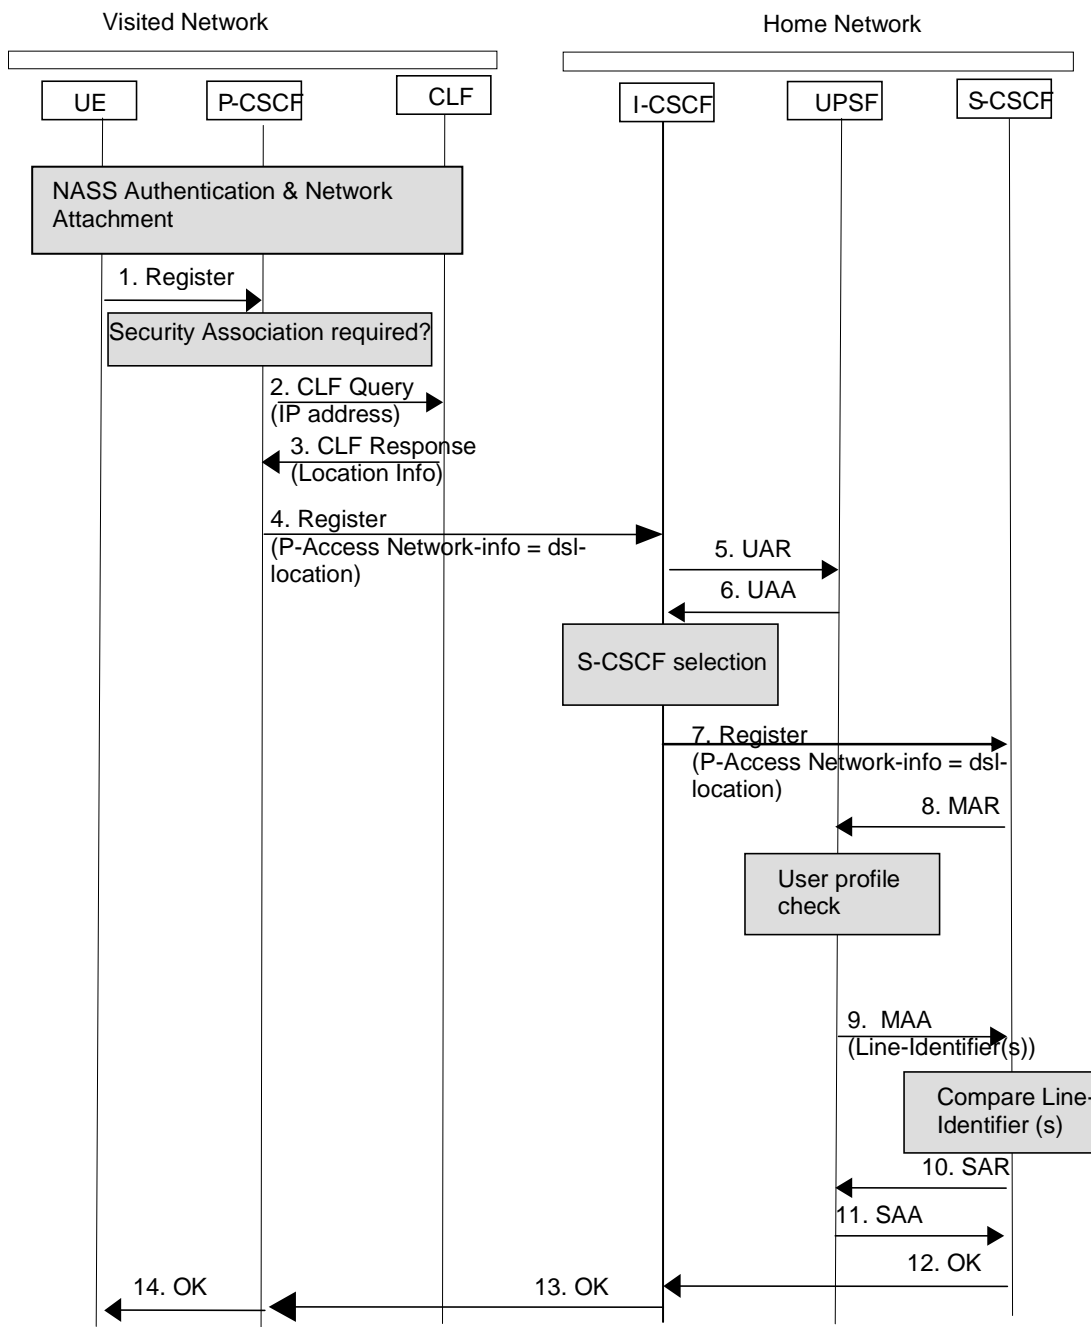 Visited Network
Home Network
UE
P-CSCF
CLF
I-CSCF
UPSF
S-CSCF
NASS Authentication & Network
Attachment
1. Register
Security Association required?
2. CLF Query
(IP address)
3. CLF Response
(Location Info)
4. Register
(P-Access Network-info = dsl-
location)
5. UAR
6. UAA
S-CSCF selection
7. Register
(P-Access Network-info = dsl-
location)
8. MAR
User profile
check
9. MAA
(Line-Identifier(s))
Compare Line-
Identifier (s)
10. SAR
11. SAA
12. OK
13. OK
14. OK